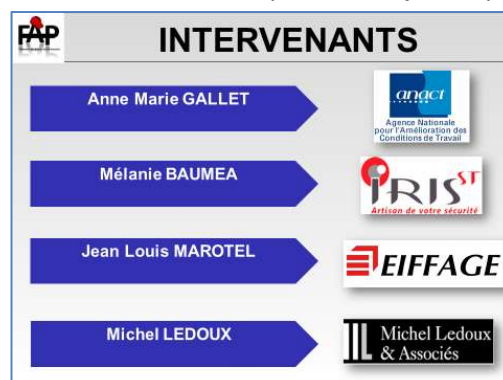 FAP
INTERVENANTS
Anne Marie GALLET
anact
Agence Nationale
pour l'Amélioration des
Conditions de Travail
Mélanie BAUMEA
IRIS ST
Artisan de votre sécurité
Jean Louis MAROTEL
EIFFAGE
Michel LEDOUX
Michel Ledoux
& Associés